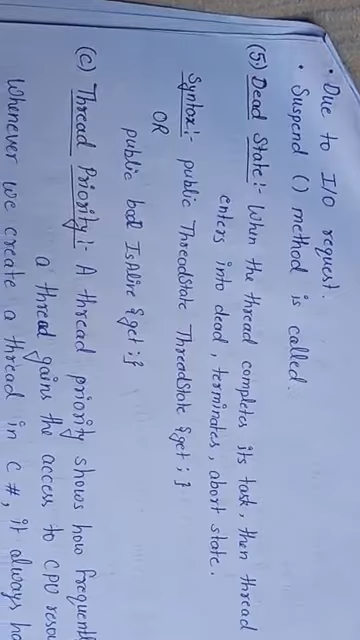 • Due to I/O request.
• Suspend () method is called.
(5.) Dead State:- When the thread completes its task, then thread
enters into dead, terminates, abort state.
Syntax:- public ThreadState ThreadState {get; }
OR
public bool IsAlive {get; }
(C) Thread Priority:- A thread priority shows how frequently
a thread gains the access to CPU resou
Whenever we create a thread in C#, it always ha